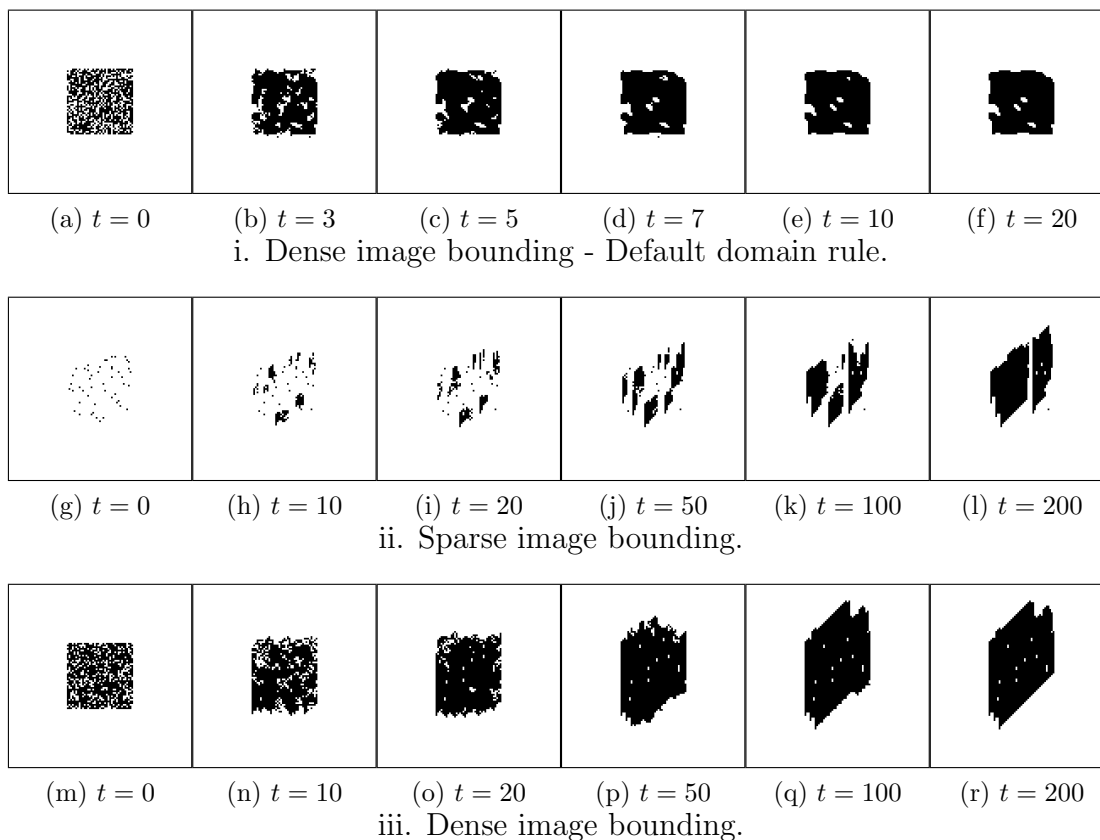 (a) t = 0 (b) t = 3 (c) t = 5 (d) t = 7 (e) t = 10 (f) t = 20
i. Dense image bounding - Default domain rule.
(g) t = 0 (h) t = 10 (i) t = 20 (j) t = 50 (k) t = 100 (l) t = 200
ii. Sparse image bounding.
(m) t = 0 (n) t = 10 (o) t = 20 (p) t = 50 (q) t = 100 (r) t = 200
iii. Dense image bounding.